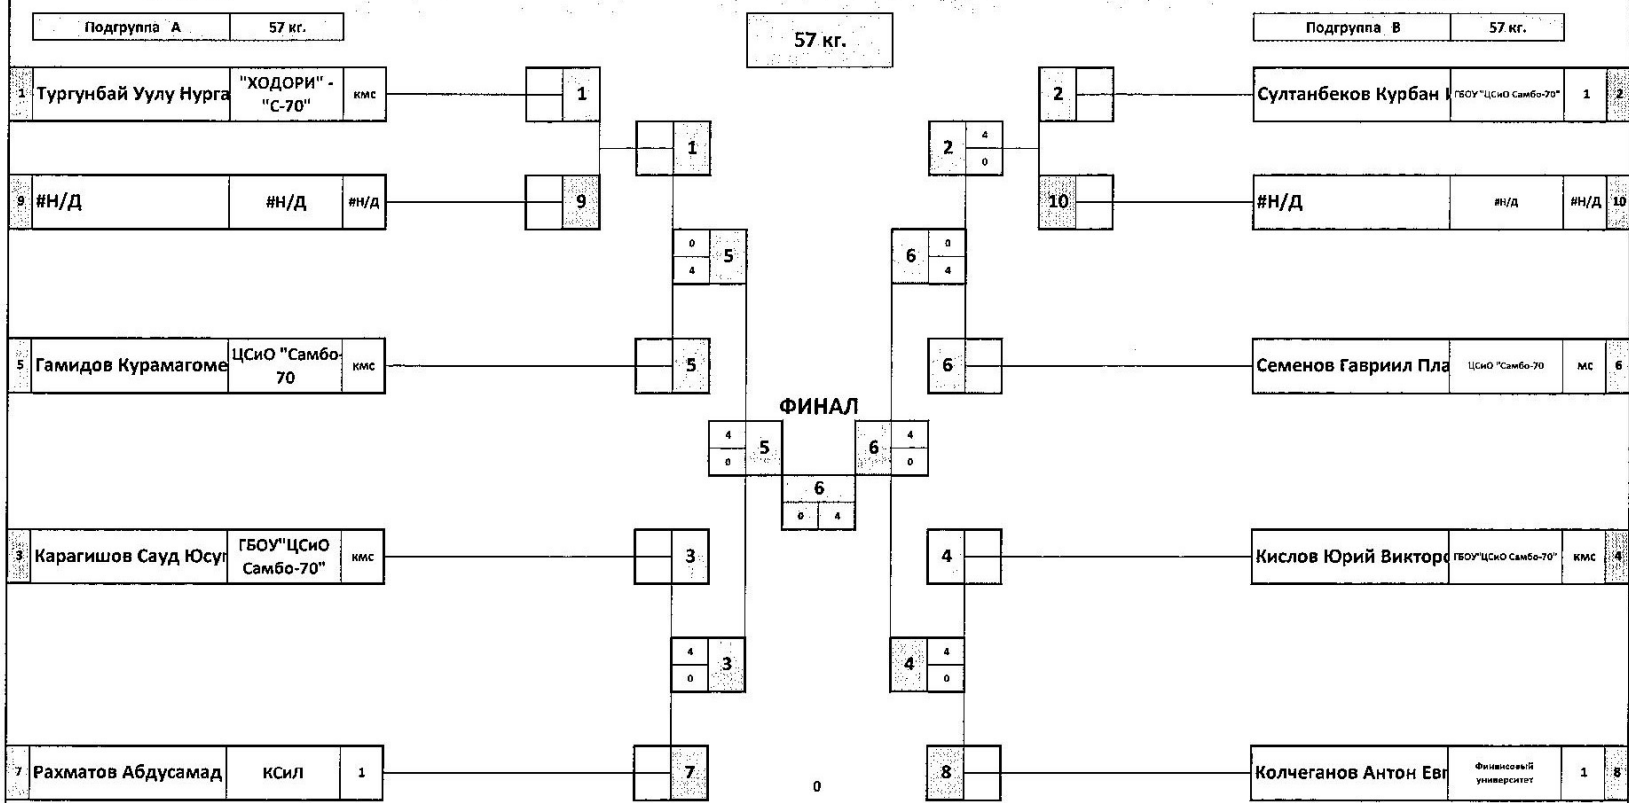 Подгруппа А 57 кг.
57 кг.
Подгруппа В 57 кг.
1 Тургунбай Уулу Нурга "ХОДОРИ" - "С-70" кмс 1
2 Султанбеков Курбан ГБОУ"ЦСиО Самбо-70" 1 2
1
2 4 0
9 #Н/Д #Н/Д #Н/Д 9
10 #Н/Д #Н/Д #Н/Д 10
0 4 5
6 0 4
5 Гамидов Курамагоме ЦСиО "Самбо-70 кмс 5
6 Семенов Гавриил Пла ЦСиО "Самбо-70 мс 6
ФИНАЛ
4 0 5
6 4 0
6
0 4
3 Карагишов Сауд Юсуг ГБОУ"ЦСиО Самбо-70" кмс 3
4 Кислов Юрий Викторо ГБОУ"ЦСиО Самбо-70" кмс 4
4 0 3
4 4 0
7 Рахматов Абдусамад КСиЛ 1 7
0
8 Колчеганов Антон Евг Финансовый университет 1 8